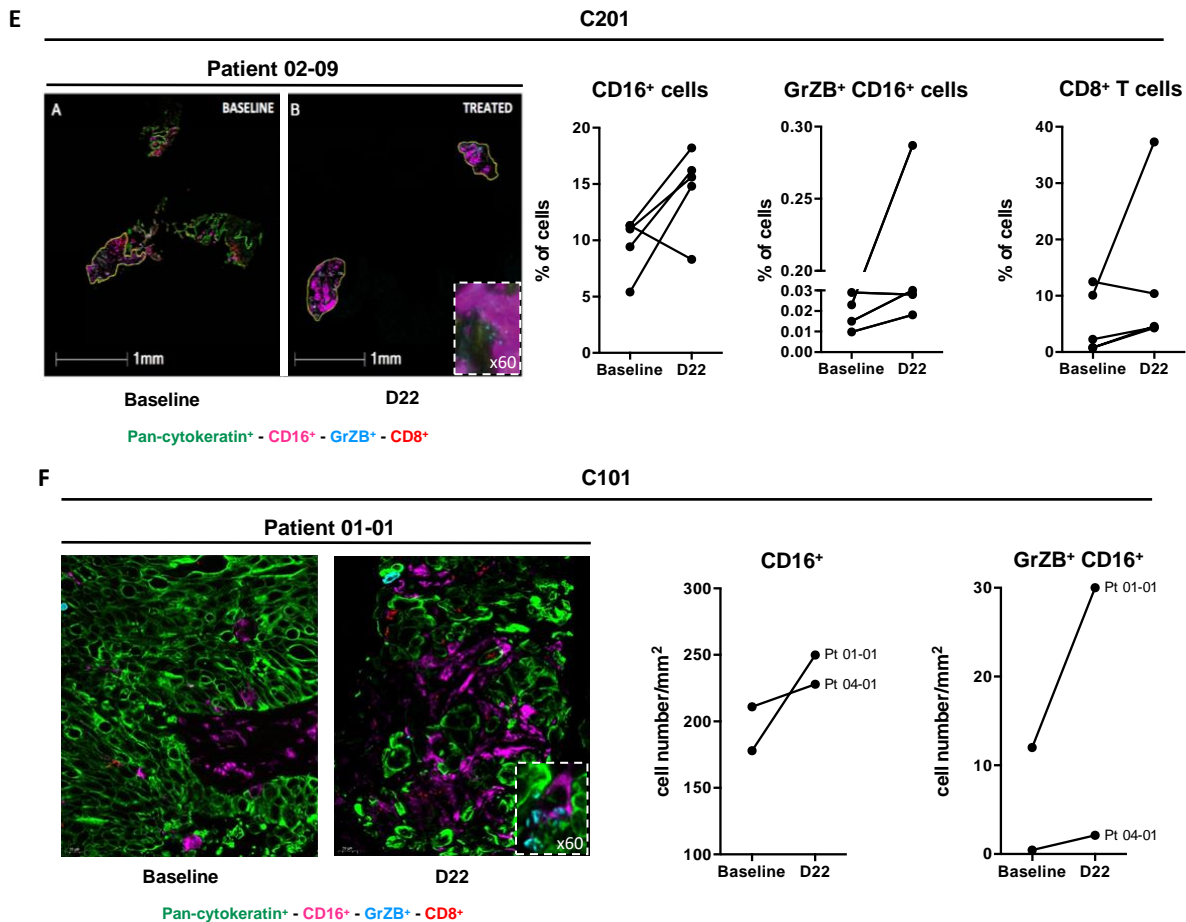 E
C201
Patient 02-09
A
BASELINE
B
TREATED
1mm
1mm
x60
Baseline
D22
Pan-cytokeratin⁺ - CD16⁺ - GrZB⁺ - CD8⁺
CD16⁺ cells
% of cells
20
15
10
5
0
Baseline
D22
GrZB⁺ CD16⁺ cells
% of cells
0.30
0.25
0.20
0.03
0.02
0.01
0.00
Baseline
D22
CD8⁺ T cells
% of cells
40
30
20
10
0
Baseline
D22
F
C101
Patient 01-01
x60
Baseline
D22
Pan-cytokeratin⁺ - CD16⁺ - GrZB⁺ - CD8⁺
CD16⁺
cell number/mm²
300
250
200
150
100
Pt 01-01
Pt 04-01
Baseline
D22
GrZB⁺ CD16⁺
cell number/mm²
30
20
10
0
Pt 01-01
Pt 04-01
Baseline
D22